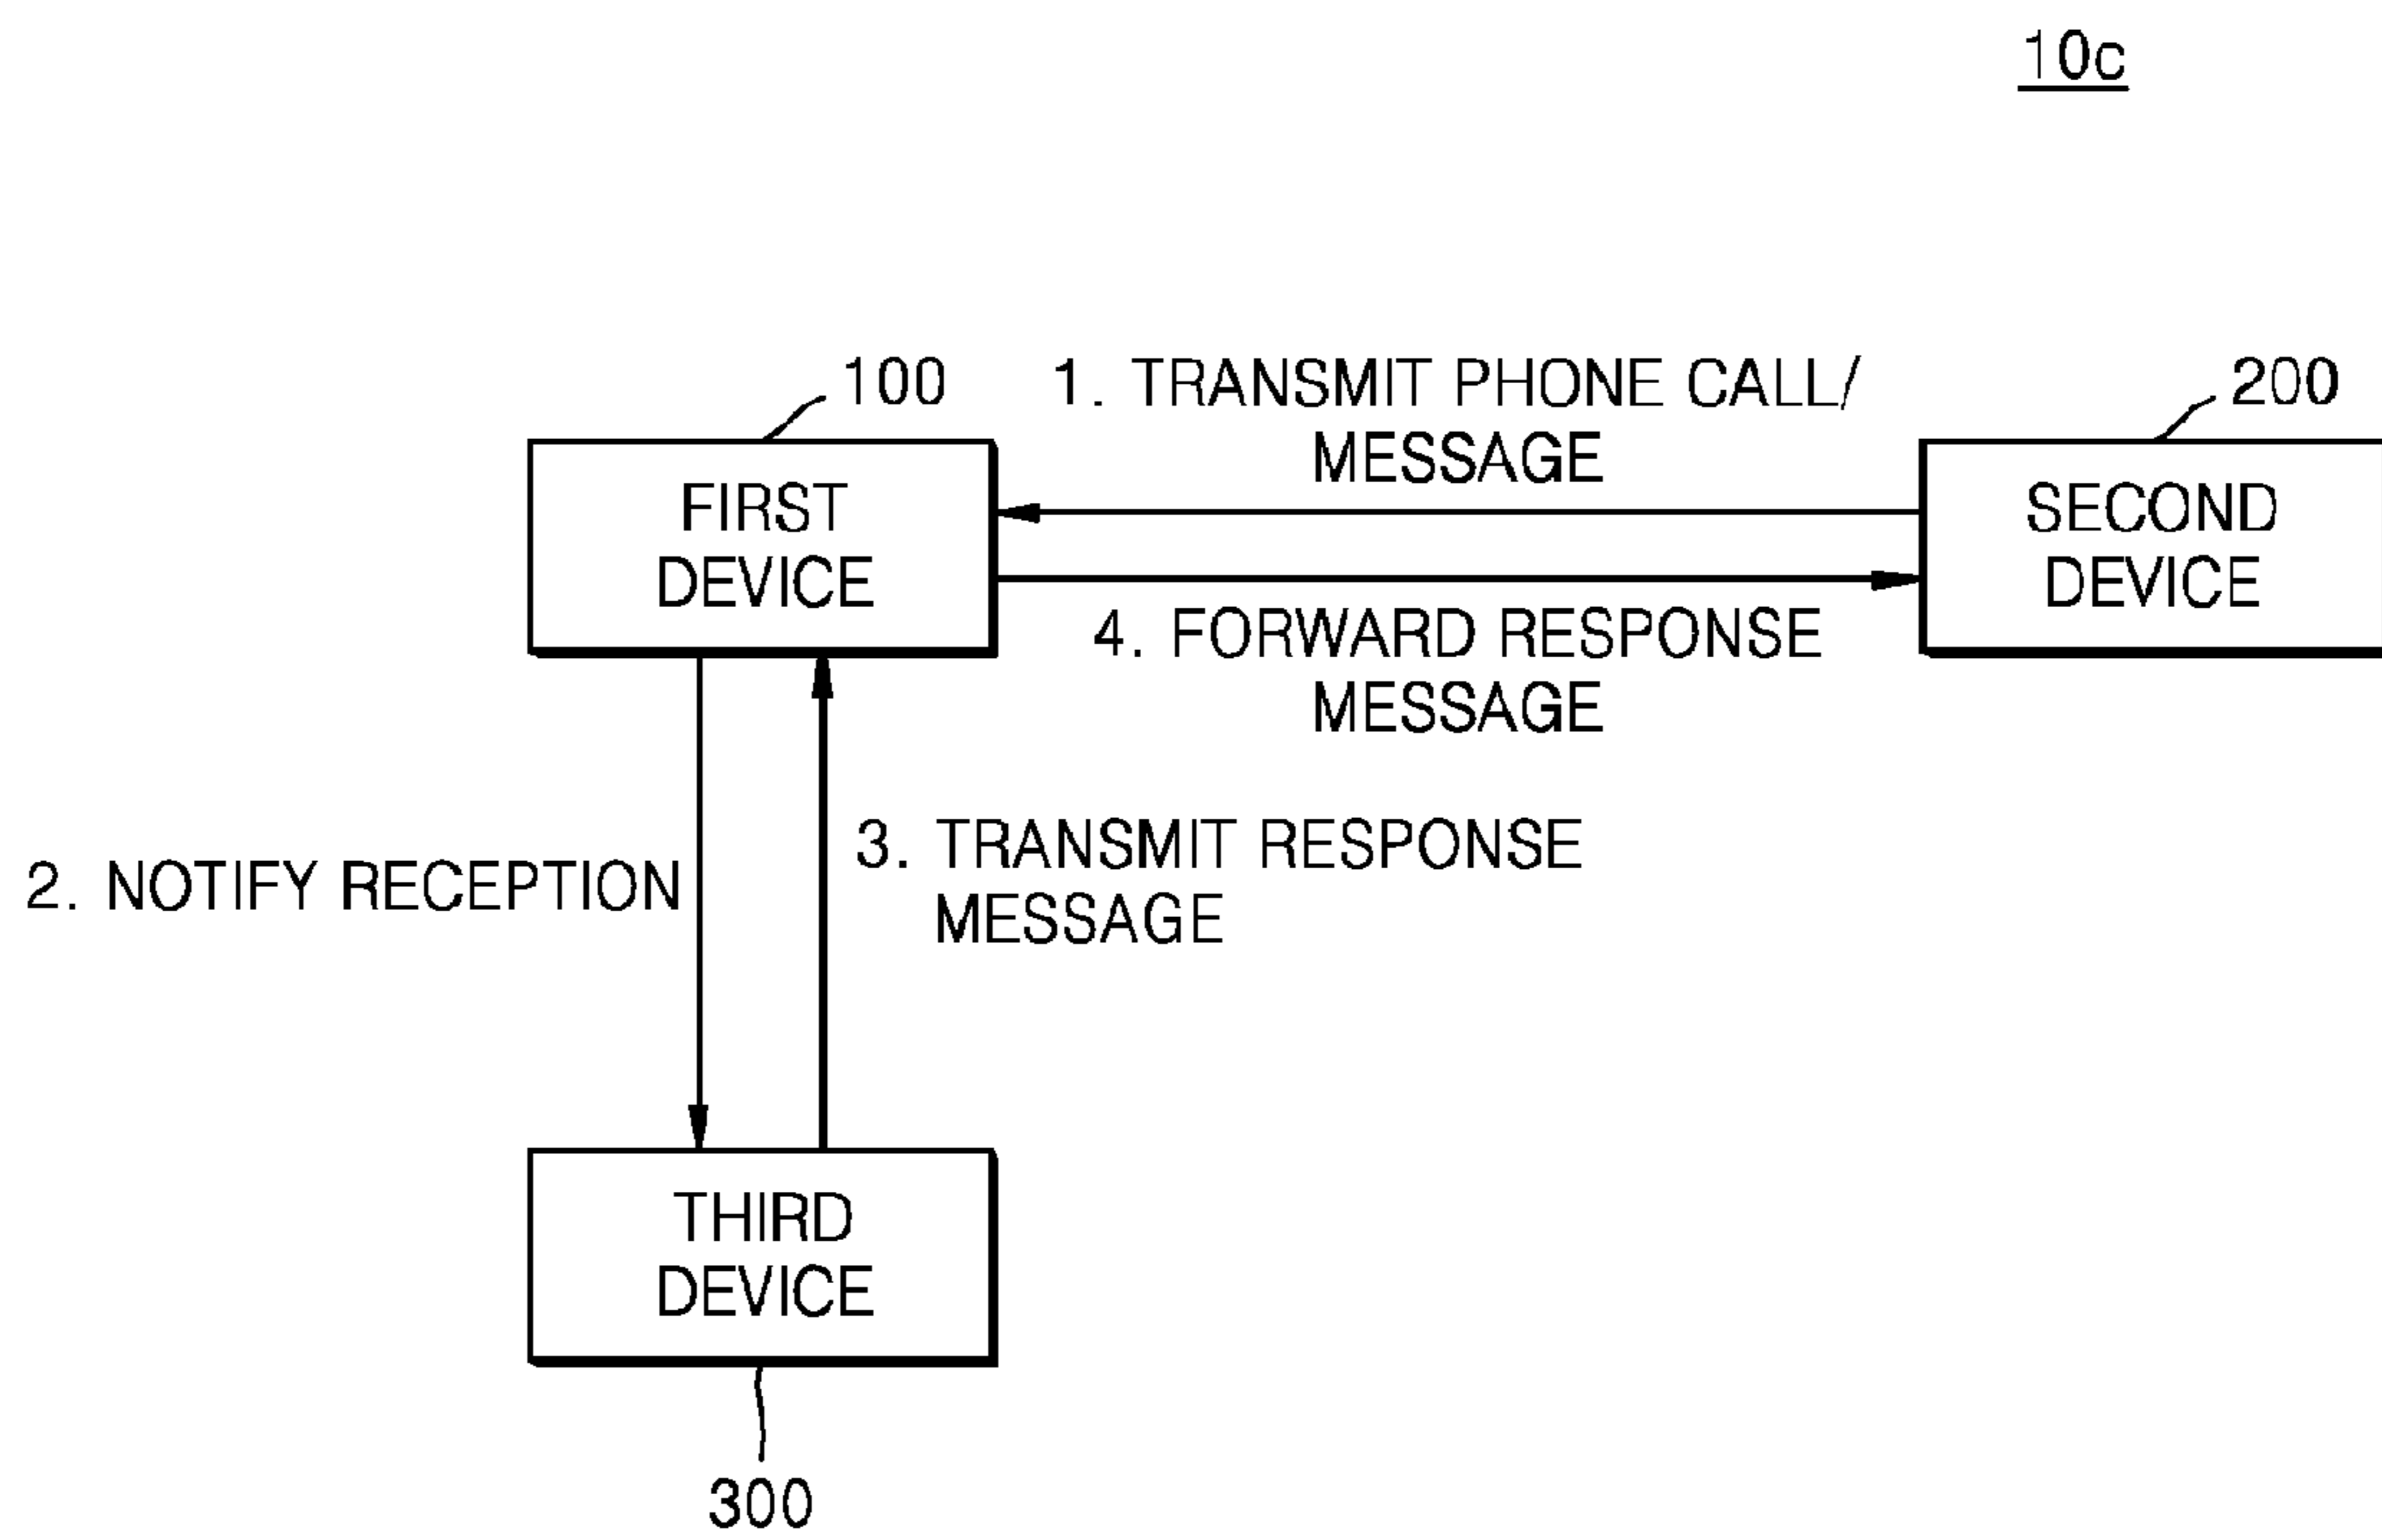 10c
100
1. TRANSMIT PHONE CALL/
MESSAGE
200
FIRST
DEVICE
SECOND
DEVICE
4. FORWARD RESPONSE
MESSAGE
2. NOTIFY RECEPTION
3. TRANSMIT RESPONSE
MESSAGE
THIRD
DEVICE
300